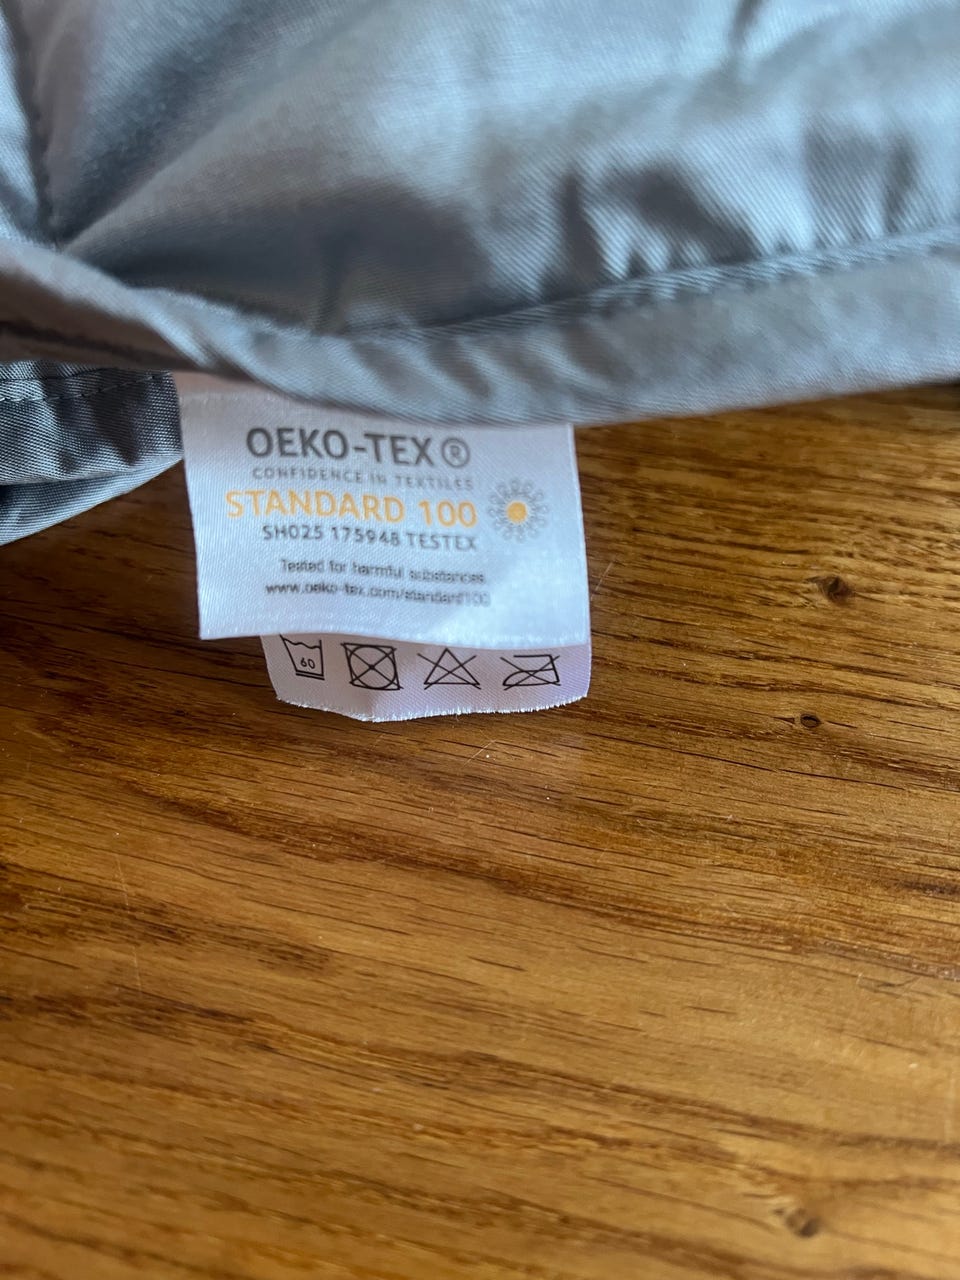 OEKO-TEX®
CONFIDENCE IN TEXTILES
STANDARD 100
SH025 175948 TESTEX
Tested for harmful substances
www.oeko-tex.com/standard100
60